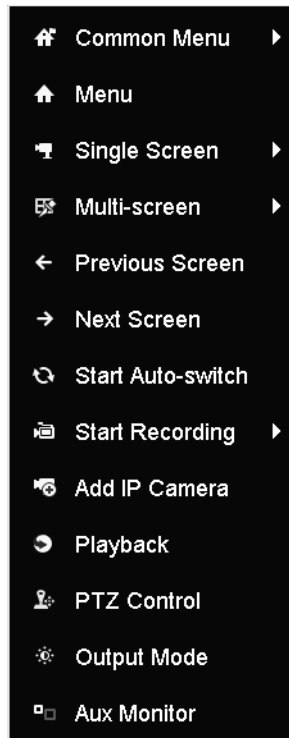 Common Menu
Menu
Single Screen
Multi-screen
Previous Screen
Next Screen
Start Auto-switch
Start Recording
Add IP Camera
Playback
PTZ Control
Output Mode
Aux Monitor